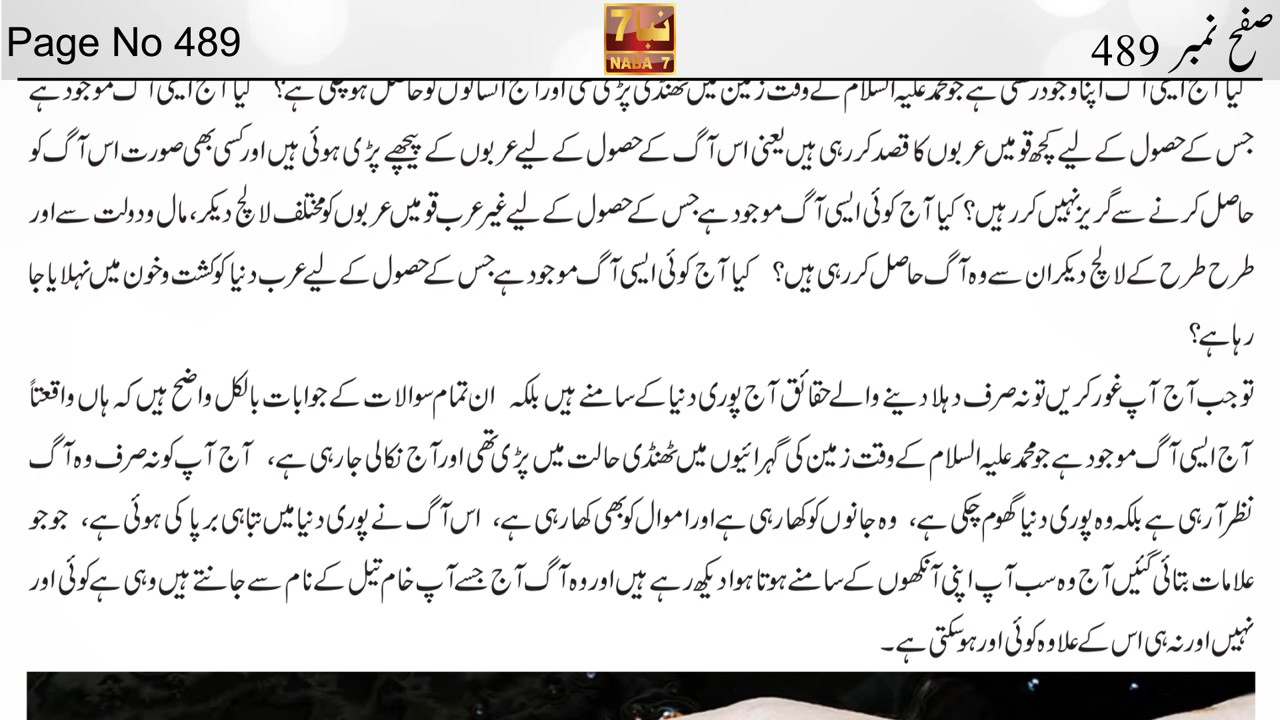 Page No 489
نبا 7
NABA 7
صفح نمبر 489
کیا آج ایسی آگ اپنا وجود رکھتی ہے جو محمد علیہ السلام کے وقت زمین میں ٹھنڈی پڑی تھی اور آج انسانوں کو حاصل ہو چکی ہے؟ کیا آج ایسی آگ موجود ہے
جس کے حصول کے لیے کچھ قومیں عربوں کا قصد کر رہی ہیں یعنی اس آگ کے حصول کے لیے عربوں کے پیچھے پڑی ہوئی ہیں اور کسی بھی صورت اس آگ کو
حاصل کرنے سے گریز نہیں کر رہیں؟ کیا آج کوئی ایسی آگ موجود ہے جس کے حصول کے لیے غیر عرب قومیں عربوں کو مختلف لالچ دیکر، مال و دولت سے اور
طرح طرح کے لالچ دیکر ان سے وہ آگ حاصل کر رہی ہیں؟ کیا آج کوئی ایسی آگ موجود ہے جس کے حصول کے لیے عرب دنیا کو کشت و خون میں نہلایا جا
رہا ہے؟
تو جب آج آپ غور کریں تو نہ صرف دہلا دینے والے حقائق آج پوری دنیا کے سامنے ہیں بلکہ ان تمام سوالات کے جوابات بالکل واضح ہیں کہ ہاں واقعتاً
آج ایسی آگ موجود ہے جو محمد علیہ السلام کے وقت زمین کی گہرائیوں میں ٹھنڈی حالت میں پڑی تھی اور آج نکالی جا رہی ہے، آج آپ کو نہ صرف وہ آگ
نظر آ رہی ہے بلکہ وہ پوری دنیا گھوم چکی ہے، وہ جانوں کو کھا رہی ہے اور اموال کو بھی کھا رہی ہے، اس آگ نے پوری دنیا میں تباہی برپا کی ہوئی ہے، جو جو
علامات بتائی گئیں آج وہ سب آپ اپنی آنکھوں کے سامنے ہوتا ہوا دیکھ رہے ہیں اور وہ آگ آج جسے آپ خام تیل کے نام سے جانتے ہیں وہی ہے کوئی اور
نہیں اور نہ ہی اس کے علاوہ کوئی اور ہو سکتی ہے۔